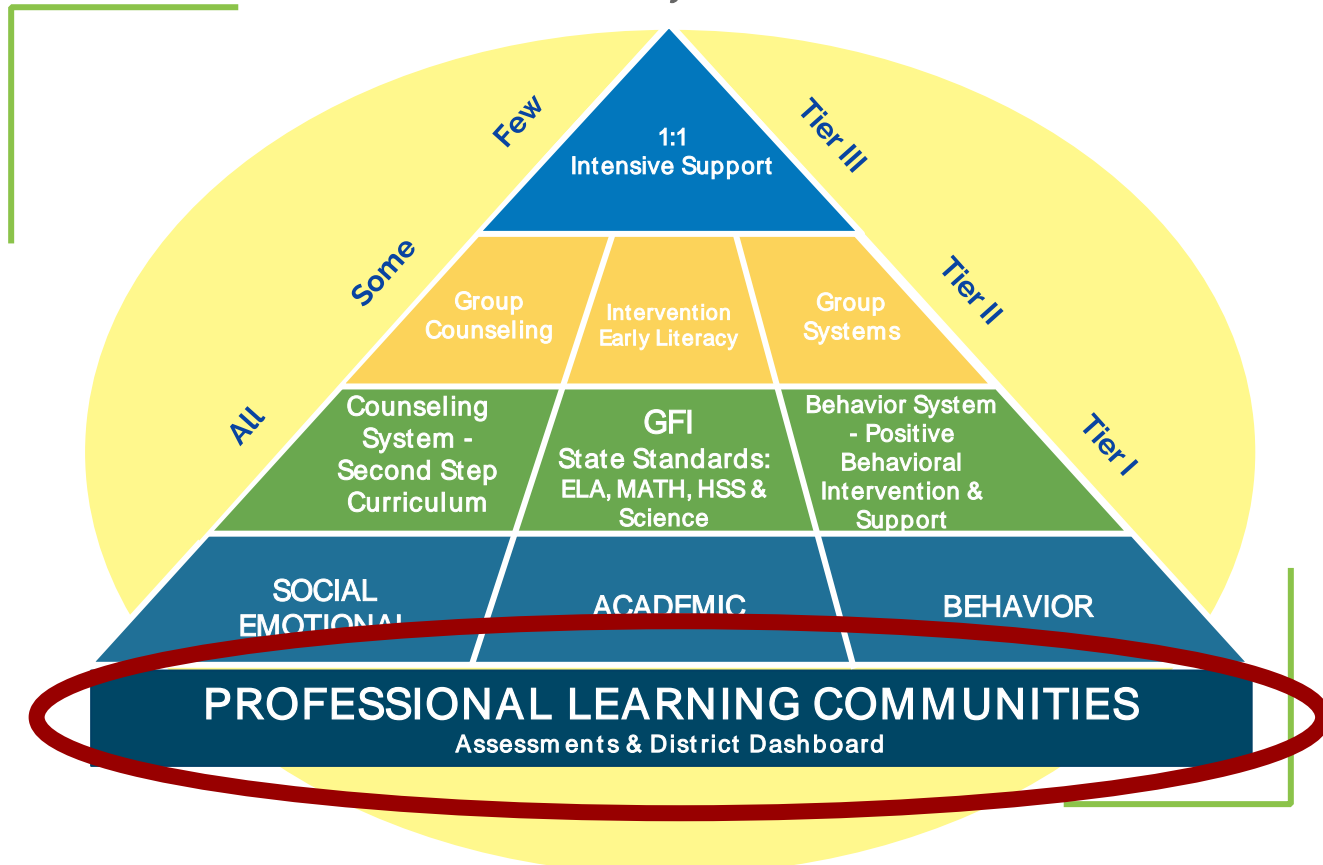 Few
Tier III
1:1
Intensive Support
Some
Tier II
Group
Counseling
Intervention
Early Literacy
Group
Systems
All
Tier I
Counseling
System -
Second Step
Curriculum
GFI
State Standards:
ELA, MATH, HSS &
Science
Behavior System
- Positive
Behavioral
Intervention &
Support
SOCIAL
EMOTIONAL
ACADEMIC
BEHAVIOR
PROFESSIONAL LEARNING COMMUNITIES
Assessments & District Dashboard